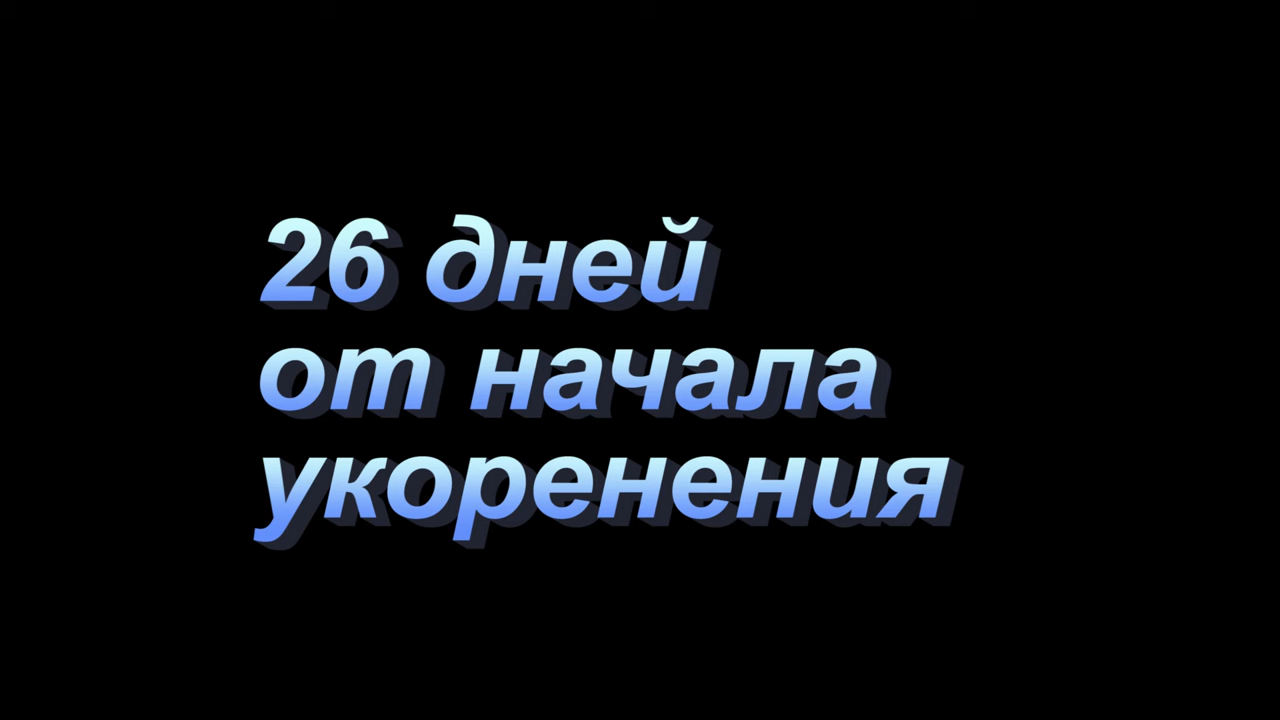 26 дней
от начала
укоренения